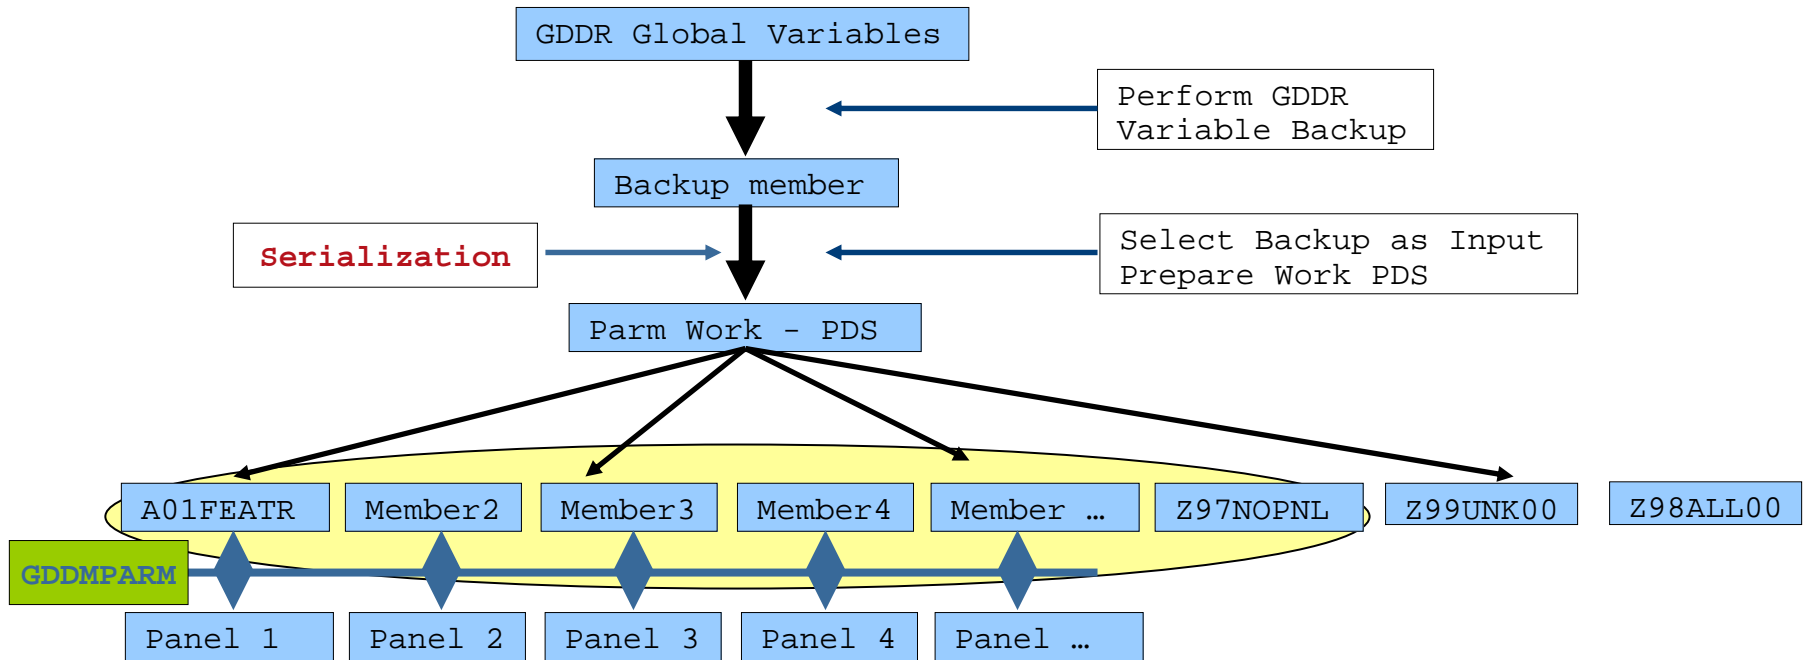 GDDR Global Variables
Perform GDDR
Variable Backup
Backup member
Serialization
Select Backup as Input
Prepare Work PDS
Parm Work - PDS
A01FEATR
Member2
Member3
Member4
Member …
Z97NOPNL
Z99UNK00
Z98ALL00
GDDMPARM
Panel 1
Panel 2
Panel 3
Panel 4
Panel …